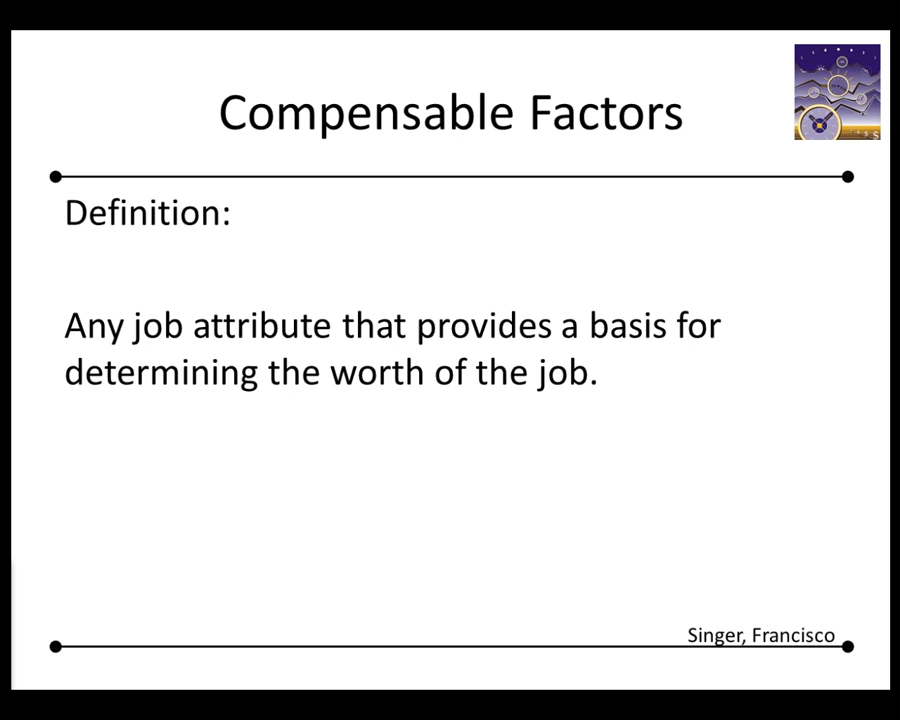 Compensable Factors
Definition:
Any job attribute that provides a basis for
determining the worth of the job.
Singer, Francisco